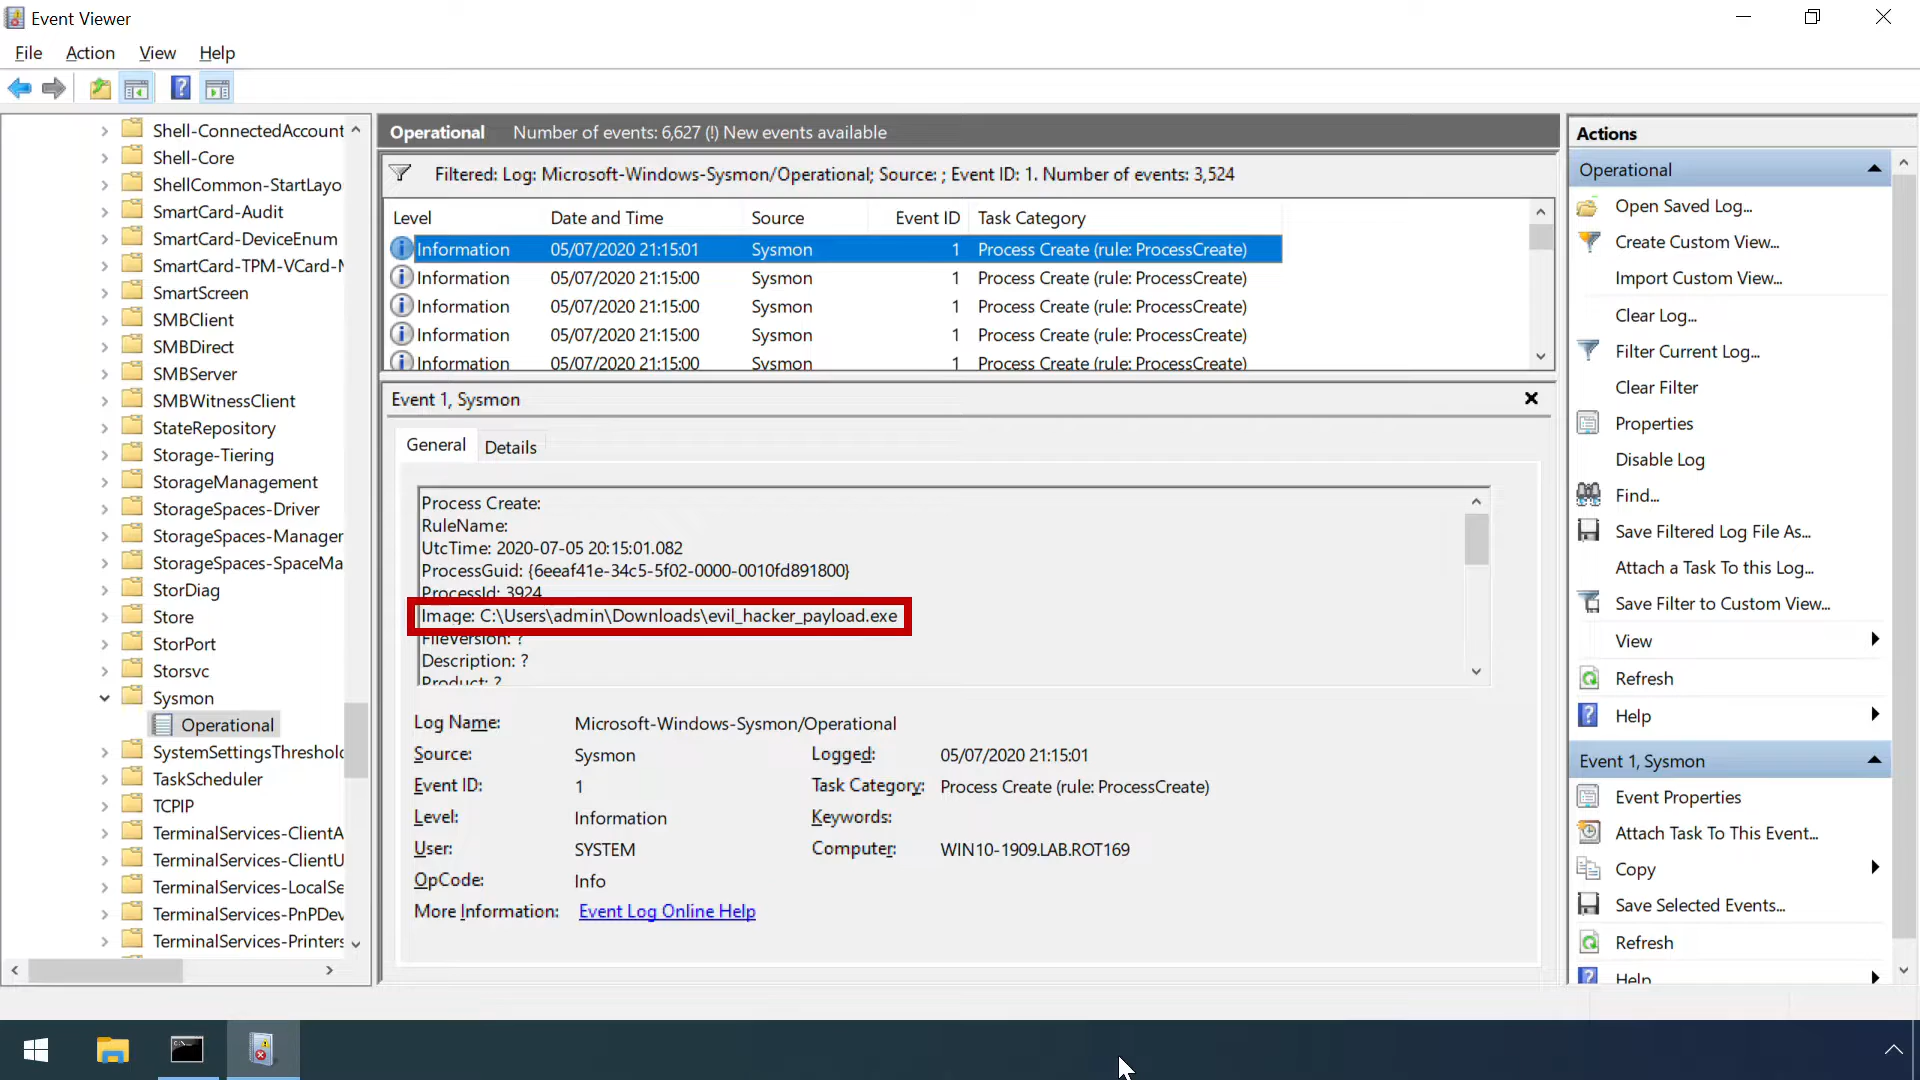 Event Viewer
File Action View Help
Shell-ConnectedAccount
Shell-Core
ShellCommon-StartLayo
SmartCard-Audit
SmartCard-DeviceEnum
SmartCard-TPM-VCard-M
SmartScreen
SMBClient
SMBDirect
SMBServer
SMBWitnessClient
StateRepository
Storage-Tiering
StorageManagement
StorageSpaces-Driver
StorageSpaces-Manager
StorageSpaces-SpaceMa
StorDiag
Store
StorPort
Storsvc
Sysmon
Operational
SystemSettingsThreshold
TaskScheduler
TCPIP
TerminalServices-ClientA
TerminalServices-ClientU
TerminalServices-LocalSe
TerminalServices-PnPDev
TerminalServices-Printers
Operational Number of events: 6,627 (!) New events available
Filtered: Log: Microsoft-Windows-Sysmon/Operational; Source: ; Event ID: 1. Number of events: 3,524
Level Date and Time Source Event ID Task Category
Information 05/07/2020 21:15:01 Sysmon 1 Process Create (rule: ProcessCreate)
Information 05/07/2020 21:15:00 Sysmon 1 Process Create (rule: ProcessCreate)
Information 05/07/2020 21:15:00 Sysmon 1 Process Create (rule: ProcessCreate)
Information 05/07/2020 21:15:00 Sysmon 1 Process Create (rule: ProcessCreate)
Information 05/07/2020 21:15:00 Sysmon 1 Process Create (rule: ProcessCreate)
Event 1, Sysmon
General Details
Process Create:
RuleName:
UtcTime: 2020-07-05 20:15:01.082
ProcessGuid: {6eeaf41e-34c5-5f02-0000-0010fd891800}
ProcessId: 3924
Image: C:\Users\admin\Downloads\evil_hacker_payload.exe
FileVersion: ?
Description: ?
Product: ?
Log Name: Microsoft-Windows-Sysmon/Operational
Source: Sysmon Logged: 05/07/2020 21:15:01
Event ID: 1 Task Category: Process Create (rule: ProcessCreate)
Level: Information Keywords:
User: SYSTEM Computer: WIN10-1909.LAB.ROT169
OpCode: Info
More Information: Event Log Online Help
Actions
Operational
Open Saved Log...
Create Custom View...
Import Custom View...
Clear Log...
Filter Current Log...
Clear Filter
Properties
Disable Log
Find...
Save Filtered Log File As...
Attach a Task To this Log...
Save Filter to Custom View...
View
Refresh
Help
Event 1, Sysmon
Event Properties
Attach Task To This Event...
Copy
Save Selected Events...
Refresh
Help